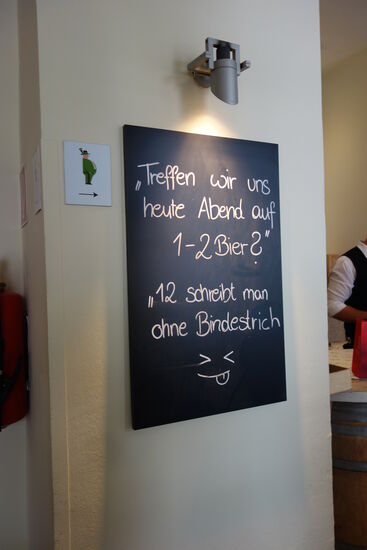 „Treffen wir uns
heute Abend auf
1-2 Bier?"
„12 schreibt man
ohne Bindestrich